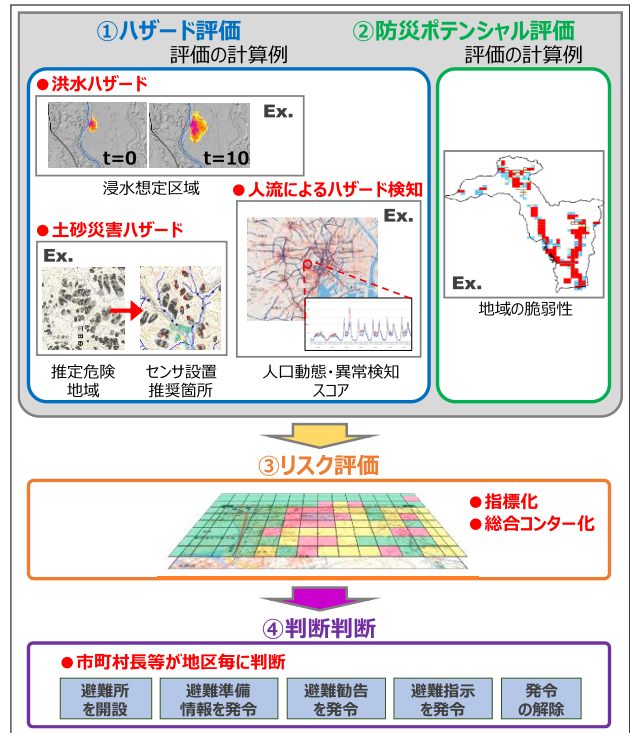 ①ハザード評価
評価の計算例
②防災ポテンシャル評価
評価の計算例
●洪水ハザード
Ex.
t=0
t=10
浸水想定区域
●人流によるハザード検知
Ex.
人口動態・異常検知
スコア
●土砂災害ハザード
Ex.
推定危険
地域
センサ設置
推奨箇所
Ex.
地域の脆弱性
③リスク評価
●指標化
●総合コンター化
④判断判断
●市町村長等が地区毎に判断
避難所
を開設
避難準備
情報を発令
避難勧告
を発令
避難指示
を発令
発令
の解除